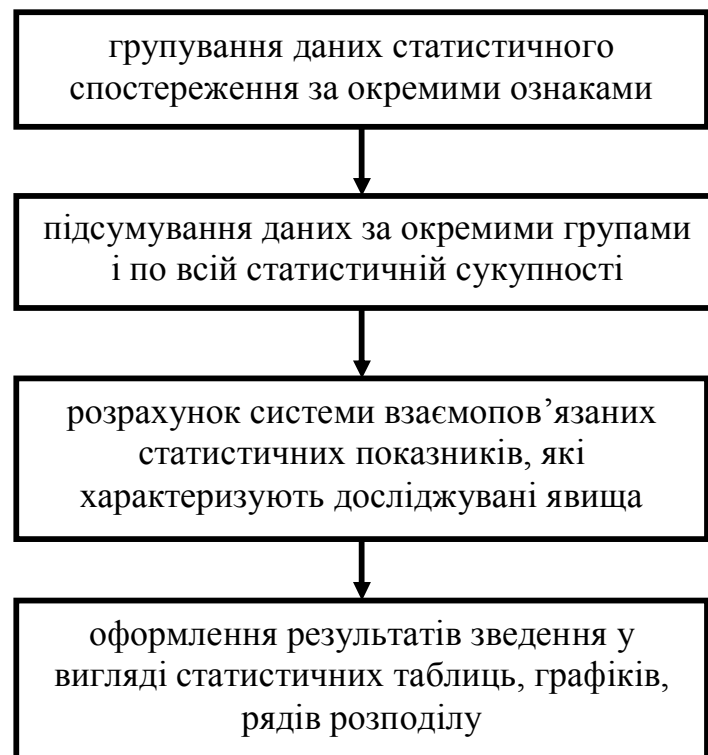 групування даних статистичного
спостереження за окремими ознаками
підсумування даних за окремими групами
і по всій статистичній сукупності
розрахунок системи взаємопов’язаних
статистичних показників, які
характеризують досліджувані явища
оформлення результатів зведення у
вигляді статистичних таблиць, графіків,
рядів розподілу